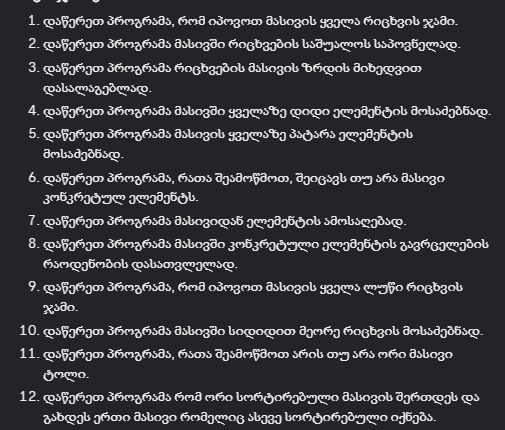 1. დაწერეთ პროგრამა, რომ იპოვოთ მასივის ყველა რიცხვის ჯამი.
2. დაწერეთ პროგრამა მასივში რიცხვების საშუალოს საპოვნელად.
3. დაწერეთ პროგრამა რიცხვების მასივის ზრდის მიხედვით
დასალაგებლად.
4. დაწერეთ პროგრამა მასივში ყველაზე დიდი ელემენტის მოსაძებნად.
5. დაწერეთ პროგრამა მასივის ყველაზე პატარა ელემენტის
მოსაძებნად.
6. დაწერეთ პროგრამა, რათა შეამოწმოთ, შეიცავს თუ არა მასივი
კონკრეტულ ელემენტს.
7. დაწერეთ პროგრამა მასივიდან ელემენტის ამოსაღებად.
8. დაწერეთ პროგრამა მასივში კონკრეტული ელემენტის გავრცელების
რაოდენობის დასათვლელად.
9. დაწერეთ პროგრამა, რომ იპოვოთ მასივის ყველა ლუწი რიცხვის
ჯამი.
10. დაწერეთ პროგრამა მასივში სიდიდით მეორე რიცხვის მოსაძებნად.
11. დაწერეთ პროგრამა, რათა შეამოწმოთ არის თუ არა ორი მასივი
ტოლი.
12. დაწერეთ პროგრამა რომ ორი სორტირებული მასივის შერთდეს და
გახდეს ერთი მასივი რომელიც ასევე სორტირებული იქნება.